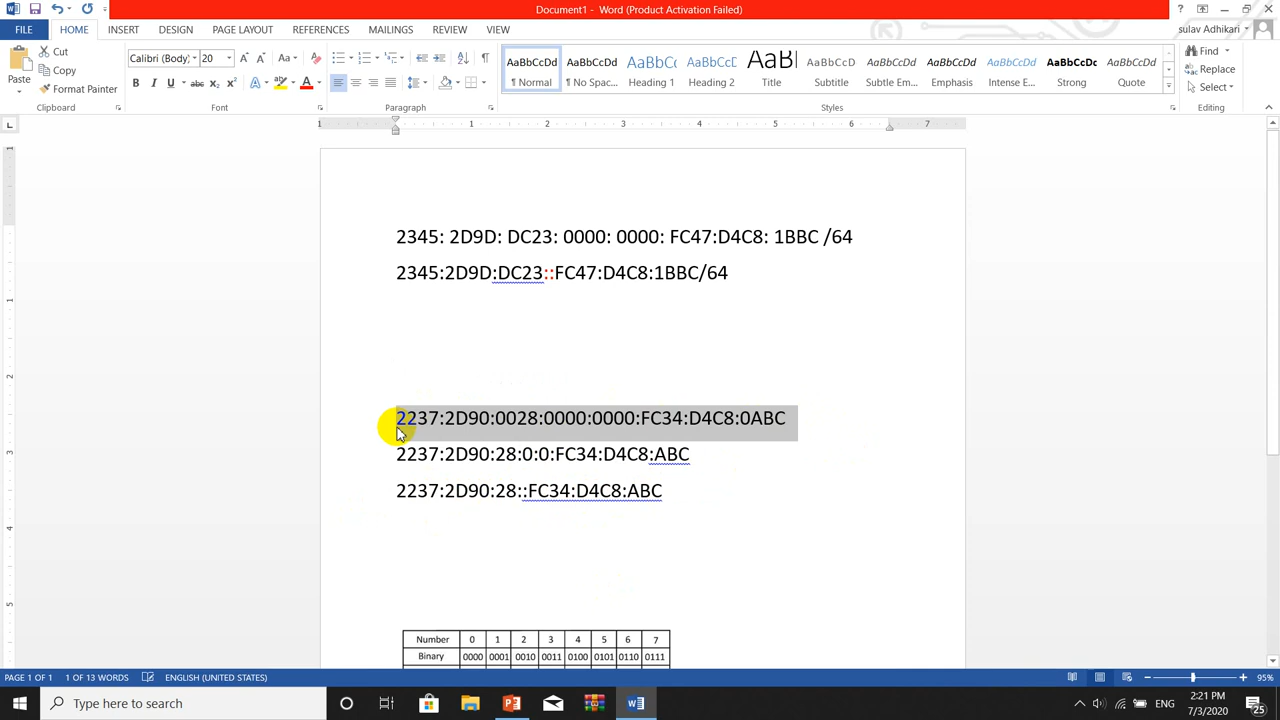 Document1 - Word (Product Activation Failed)
FILE HOME INSERT DESIGN PAGE LAYOUT REFERENCES MAILINGS REVIEW VIEW sulav Adhikari
Paste Cut Copy Format Painter
Calibri (Body) 20
AaBbCcDd AaBbCcDd AaBbCc AaBbCcD AaBbC AaBbCcD AaBbCcDd AaBbCcDd AaBbCcDd AaBbCcDc AaBbCcDd
¶ Normal ¶ No Spac... Heading 1 Heading 2 Title Subtitle Subtle Em... Emphasis Intense E... Strong Quote
Find Replace Select
Clipboard Font Paragraph Styles Editing
2345: 2D9D: DC23: 0000: 0000: FC47:D4C8: 1BBC /64
2345:2D9D:DC23::FC47:D4C8:1BBC/64
2237:2D90:0028:0000:0000:FC34:D4C8:0ABC
2237:2D90:28:0:0:FC34:D4C8:ABC
2237:2D90:28::FC34:D4C8:ABC
Number 0 1 2 3 4 5 6 7
Binary 0000 0001 0010 0011 0100 0101 0110 0111
PAGE 1 OF 1 1 OF 13 WORDS ENGLISH (UNITED STATES) 95%
Type here to search ENG 2:21 PM
7/3/2020 25